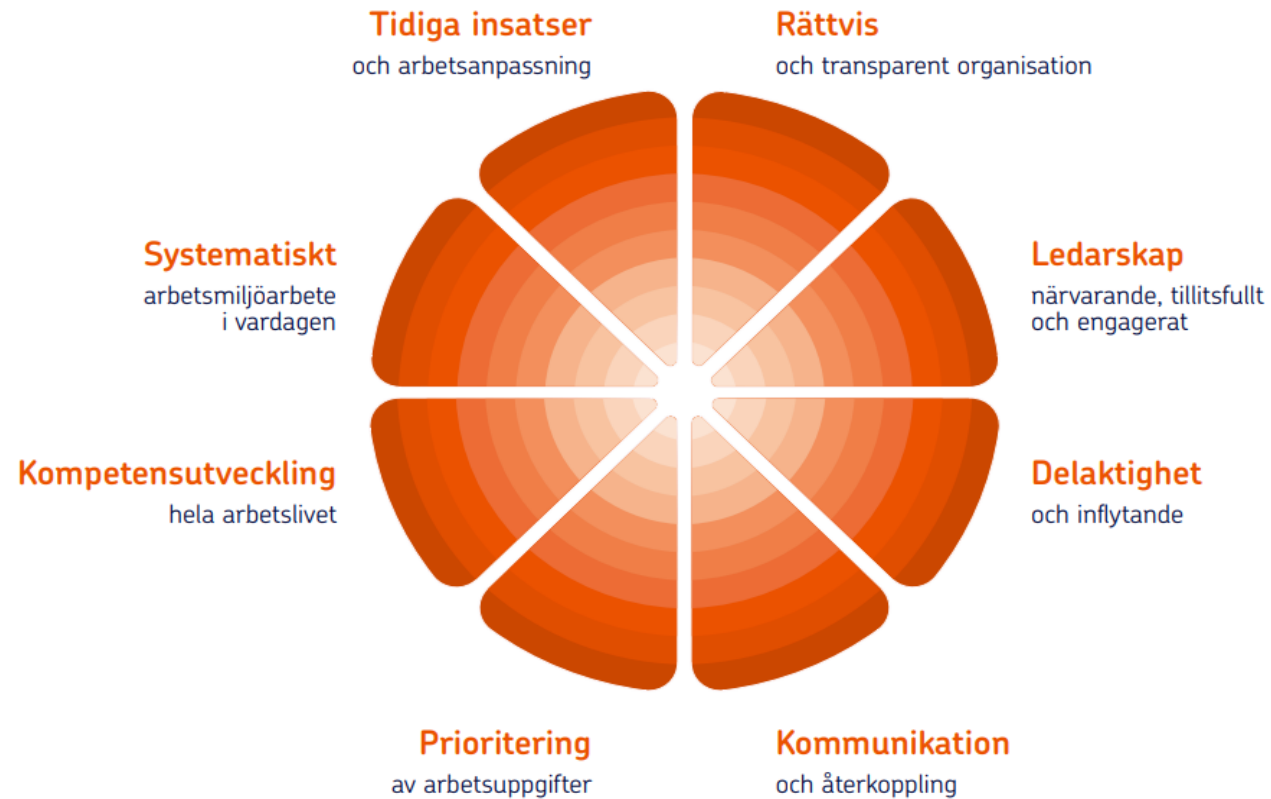 Tidiga insatser
och arbetsanpassning
Rättvis
och transparent organisation
Systematiskt
arbetsmiljöarbete
i vardagen
Ledarskap
närvarande, tillitsfullt
och engagerat
Kompetensutveckling
hela arbetslivet
Delaktighet
och inflytande
Prioritering
av arbetsuppgifter
Kommunikation
och återkoppling